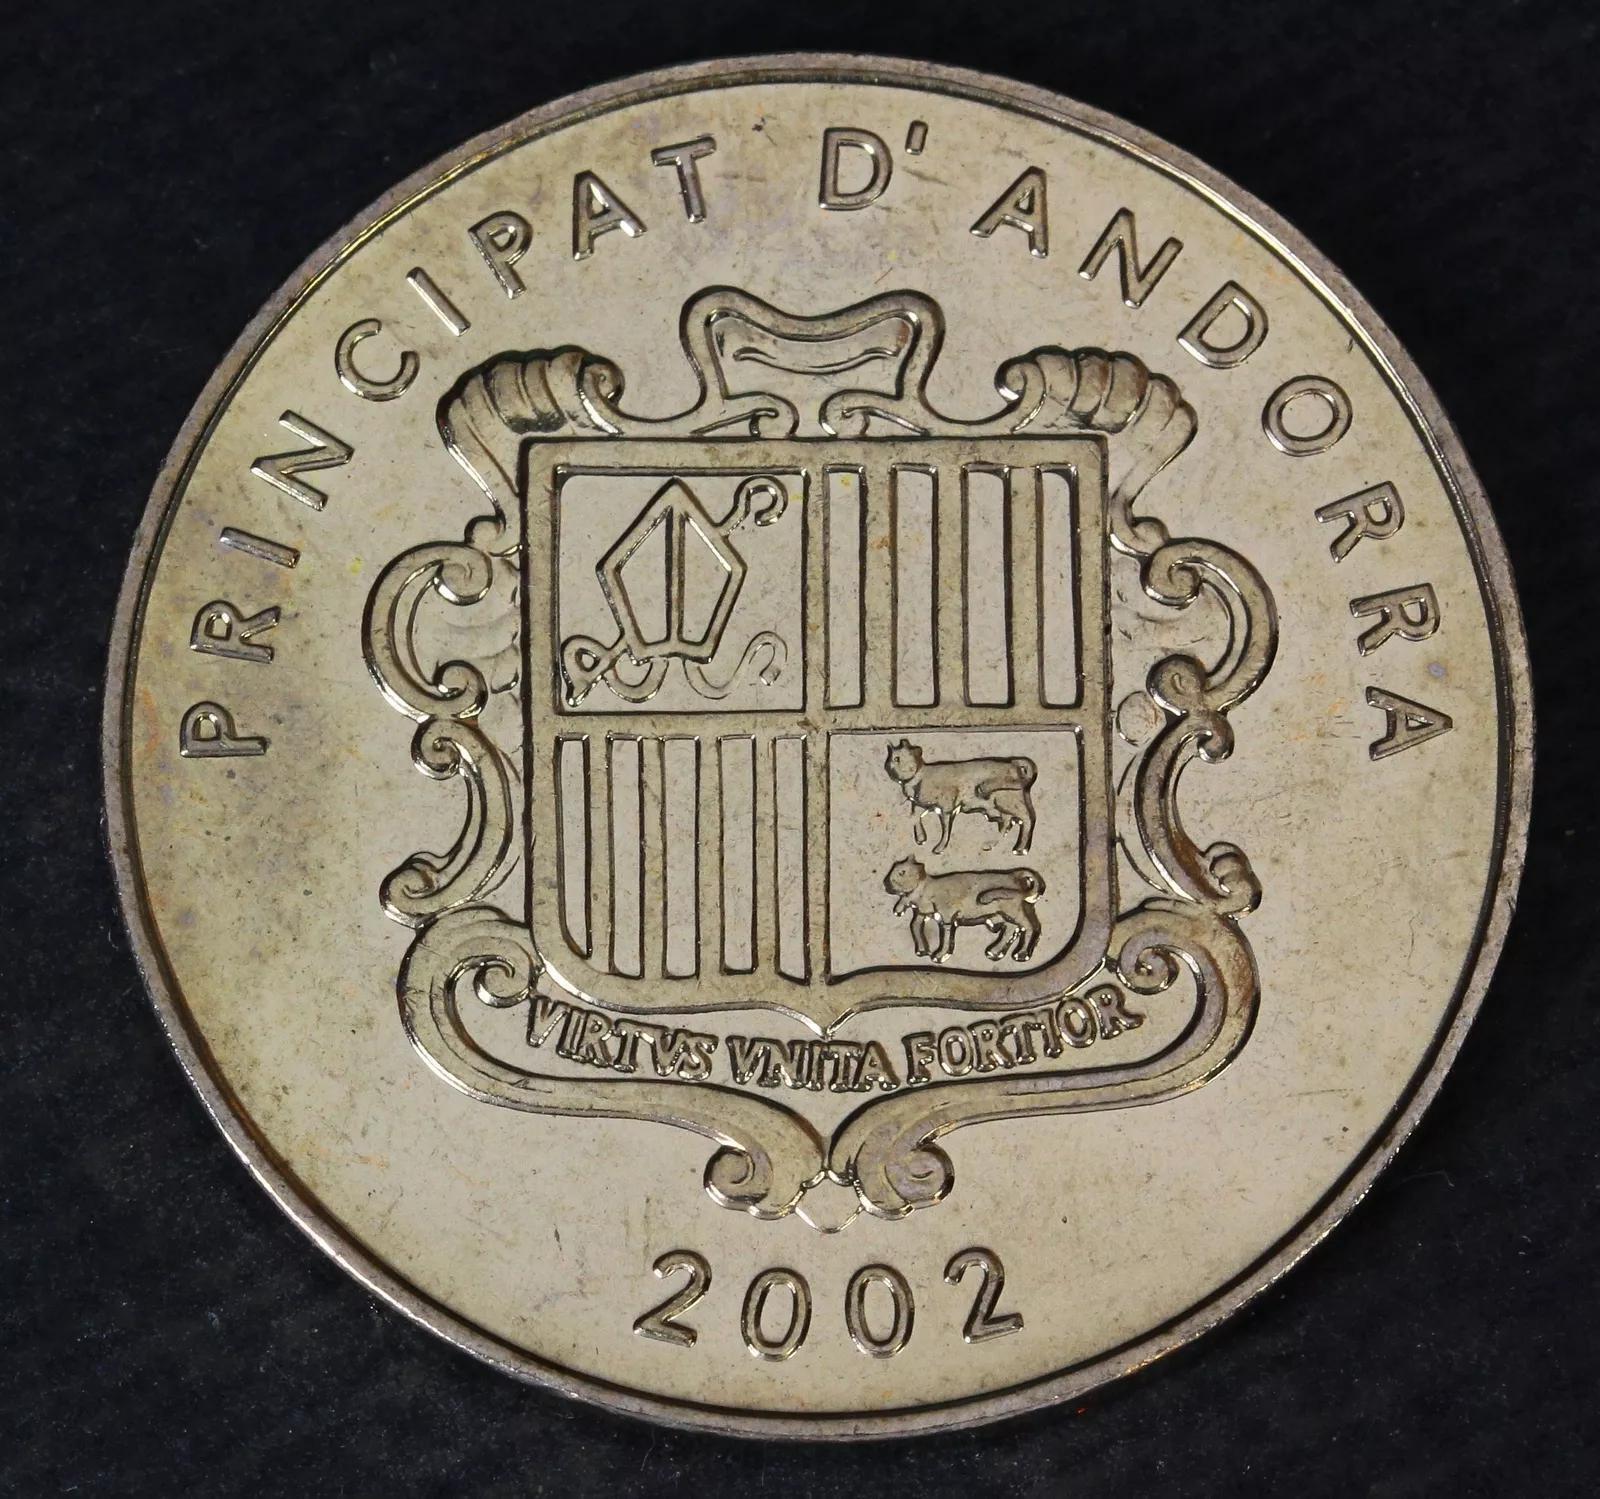 PRINCIPAT D'ANDORRA
VIRTVS VNITA FORTIOR
2002